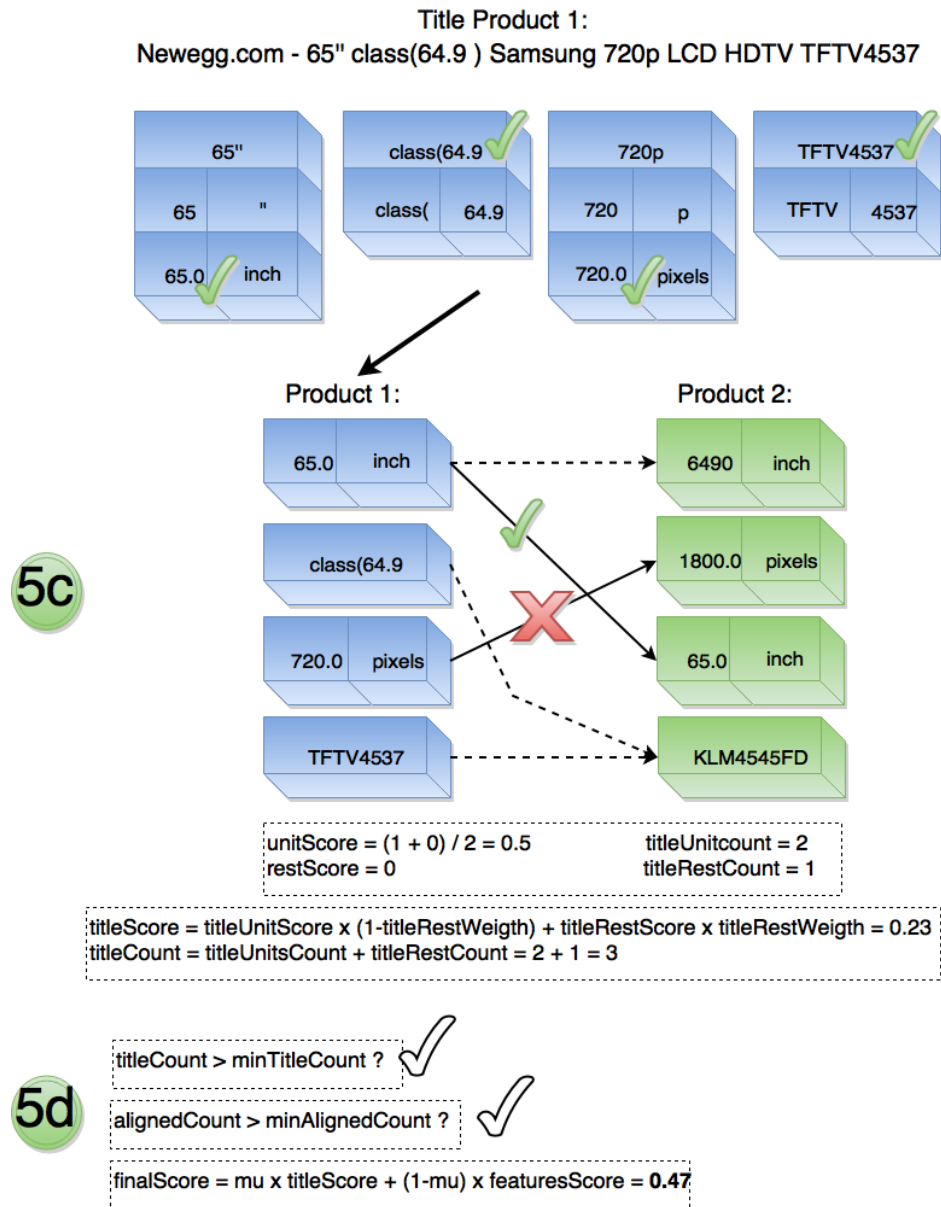 Title Product 1:
Newegg.com - 65" class(64.9 ) Samsung 720p LCD HDTV TFTV4537
65" class(64.9 720p TFTV4537
65 " class( 64.9 720 p TFTV 4537
65.0 inch 720.0 pixels
Product 1: Product 2:
65.0 inch 6490 inch
class(64.9 1800.0 pixels
5c
720.0 pixels 65.0 inch
TFTV4537 KLM4545FD
unitScore = (1 + 0) / 2 = 0.5 titleUnitcount = 2
restScore = 0 titleRestCount = 1
titleScore = titleUnitScore x (1-titleRestWeigth) + titleRestScore x titleRestWeigth = 0.23
titleCount = titleUnitsCount + titleRestCount = 2 + 1 = 3
titleCount > minTitleCount ?
5d
alignedCount > minAlignedCount ?
finalScore = mu x titleScore + (1-mu) x featuresScore = 0.47